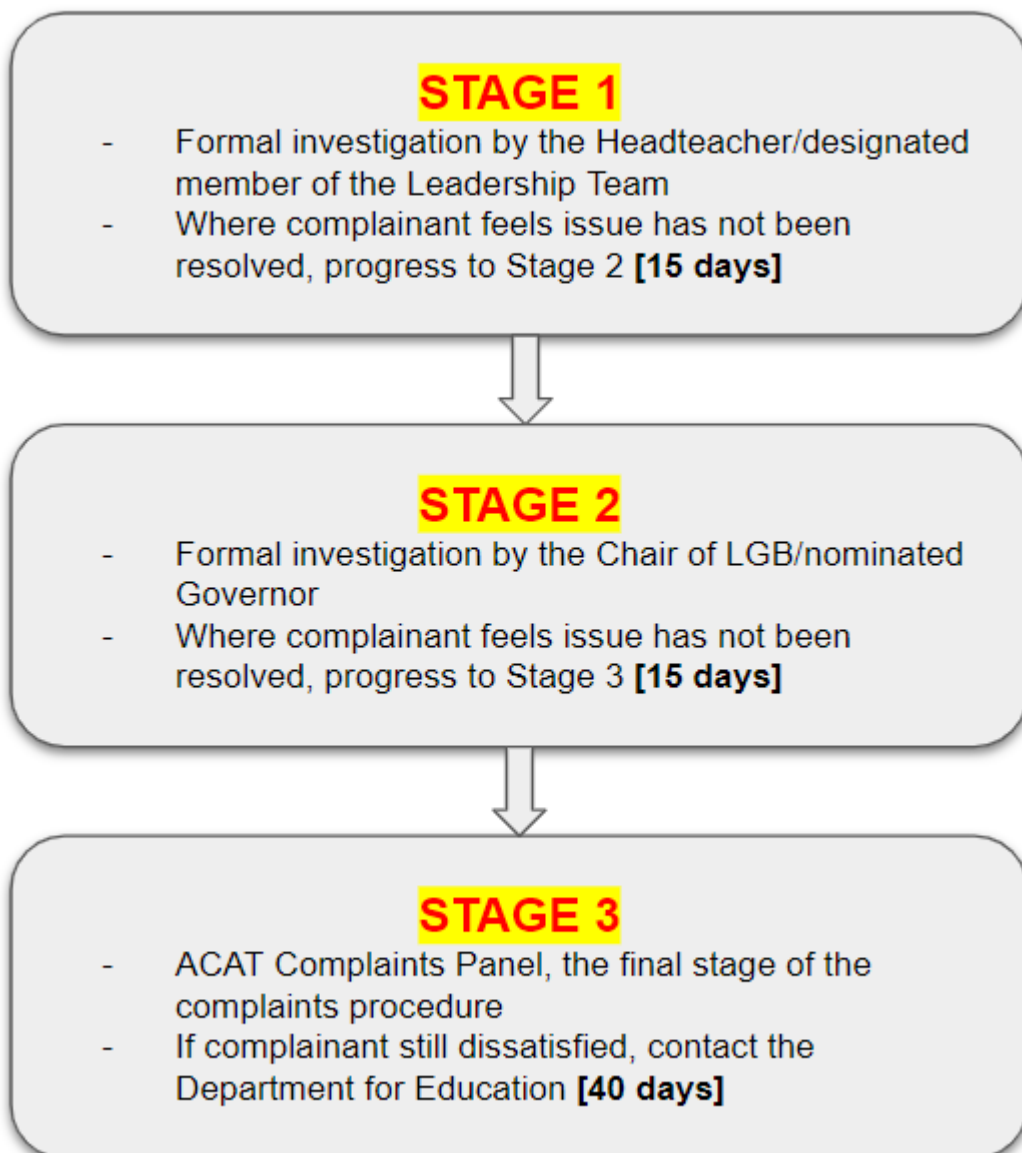 STAGE 1
- Formal investigation by the Headteacher/designated
member of the Leadership Team
- Where complainant feels issue has not been
resolved, progress to Stage 2 [15 days]
STAGE 2
- Formal investigation by the Chair of LGB/nominated
Governor
- Where complainant feels issue has not been
resolved, progress to Stage 3 [15 days]
STAGE 3
- ACAT Complaints Panel, the final stage of the
complaints procedure
- If complainant still dissatisfied, contact the
Department for Education [40 days]